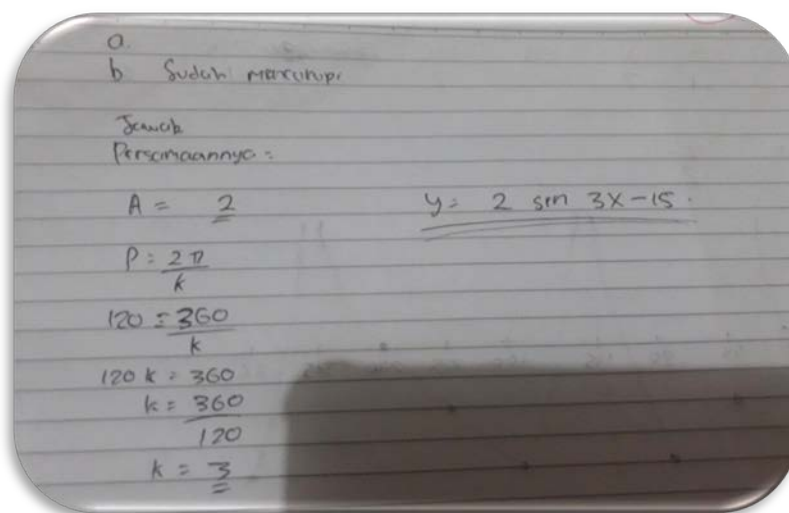 a.
b Sudah mencukupi
Jawab
Persamaannya =
A = 2
y = 2 sin 3x - 15.
P = 2π
k
120 = 360
k
120 k = 360
k = 360
120
k = 3